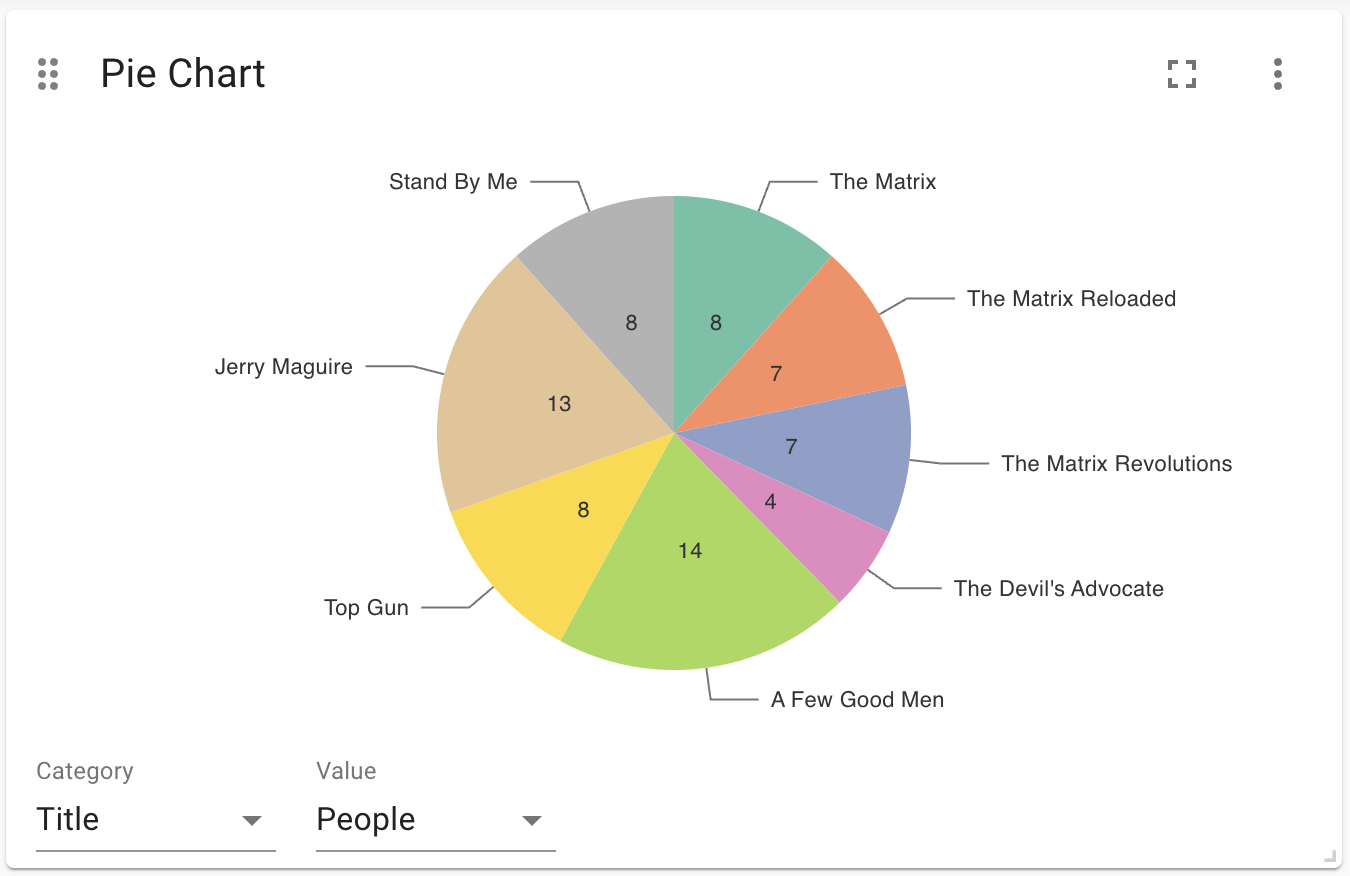 Pie Chart
Stand By Me
The Matrix
The Matrix Reloaded
8
8
Jerry Maguire
7
13
7
The Matrix Revolutions
4
8
14
The Devil's Advocate
Top Gun
A Few Good Men
Category
Value
Title
People